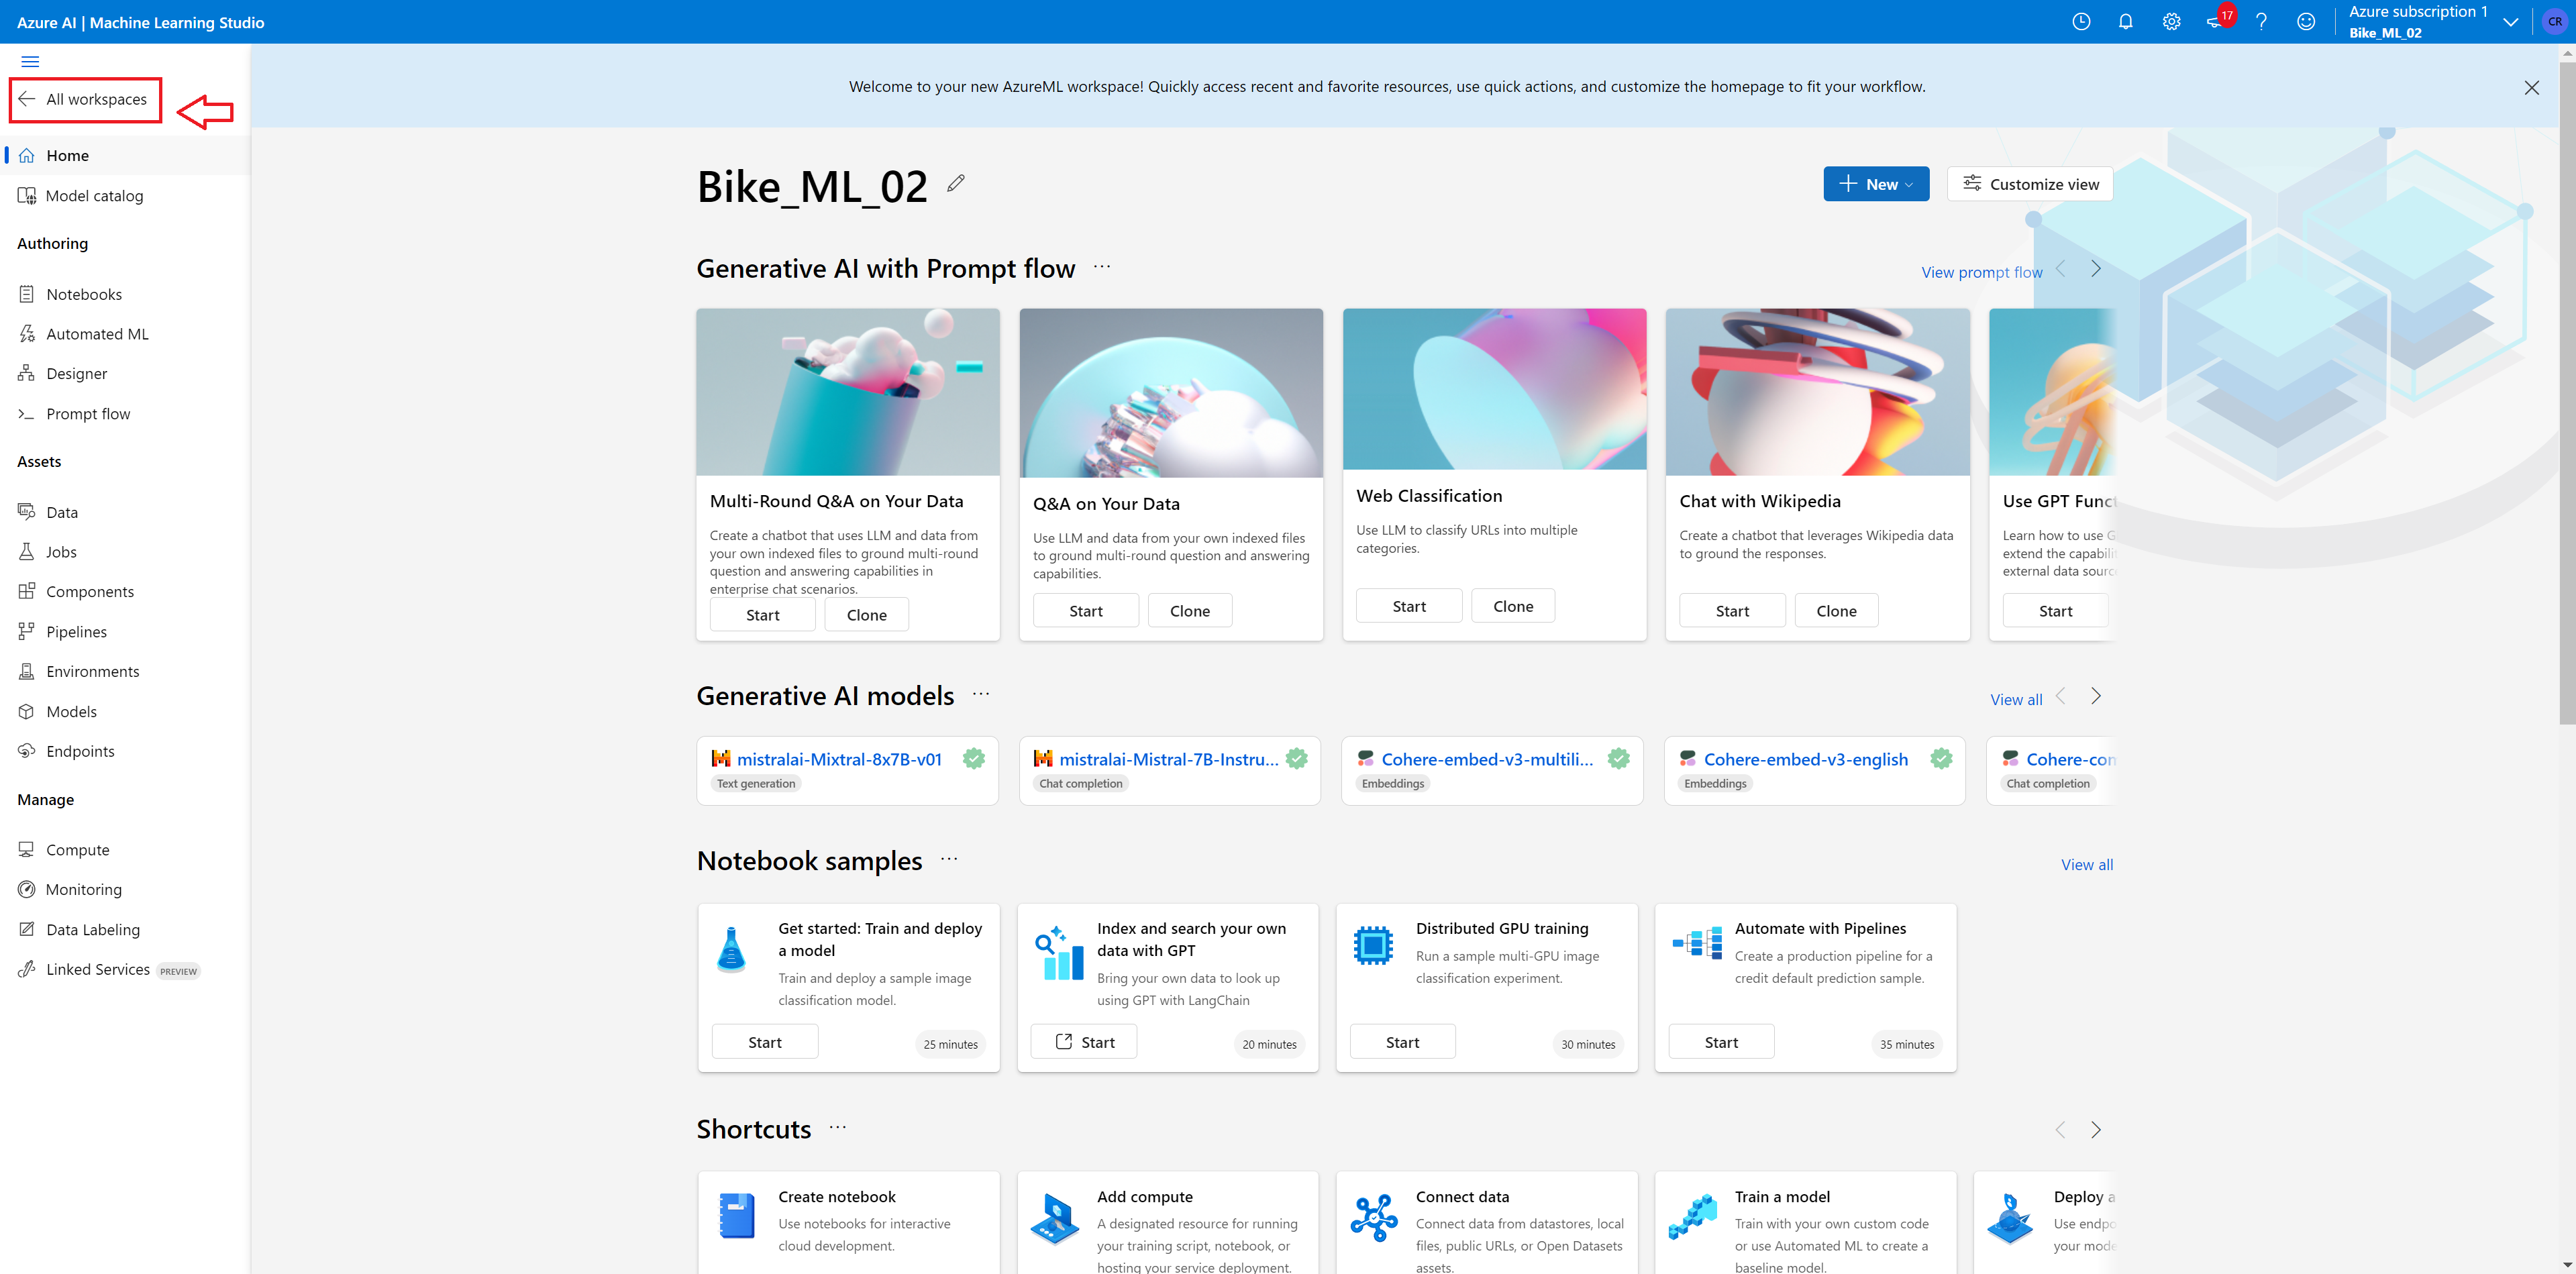 Azure AI | Machine Learning Studio
17
Azure subscription 1
Bike_ML_02
CR
All workspaces
Home
Model catalog
Authoring
Notebooks
Automated ML
Designer
Prompt flow
Assets
Data
Jobs
Components
Pipelines
Environments
Models
Endpoints
Manage
Compute
Monitoring
Data Labeling
Linked Services PREVIEW
Welcome to your new AzureML workspace! Quickly access recent and favorite resources, use quick actions, and customize the homepage to fit your workflow.
Bike_ML_02
New
Customize view
Generative AI with Prompt flow ...
View prompt flow
Multi-Round Q&A on Your Data
Create a chatbot that uses LLM and data from
your own indexed files to ground multi-round
question and answering capabilities in
enterprise chat scenarios.
Start Clone
Q&A on Your Data
Use LLM and data from your own indexed files
to ground multi-round question and answering
capabilities.
Start Clone
Web Classification
Use LLM to classify URLs into multiple
categories.
Start Clone
Chat with Wikipedia
Create a chatbot that leverages Wikipedia data
to ground the responses.
Start Clone
Use GPT Funct
Learn how to use G
extend the capabili
external data sourc
Start
Generative AI models ...
View all
mistralai-Mixtral-8x7B-v01
Text generation
mistralai-Mistral-7B-Instru...
Chat completion
Cohere-embed-v3-multili...
Embeddings
Cohere-embed-v3-english
Embeddings
Cohere-com
Chat completion
Notebook samples ...
View all
Get started: Train and deploy
a model
Train and deploy a sample image
classification model.
Start 25 minutes
Index and search your own
data with GPT
Bring your own data to look up
using GPT with LangChain
Start 20 minutes
Distributed GPU training
Run a sample multi-GPU image
classification experiment.
Start 30 minutes
Automate with Pipelines
Create a production pipeline for a
credit default prediction sample.
Start 35 minutes
Shortcuts ...
Create notebook
Use notebooks for interactive
cloud development.
Add compute
A designated resource for running
your training script, notebook, or
hosting your service deployment.
Connect data
Connect data from datastores, local
files, public URLs, or Open Datasets
assets.
Train a model
Train with your own custom code
or use Automated ML to create a
baseline model.
Deploy a
Use endpo
your mode